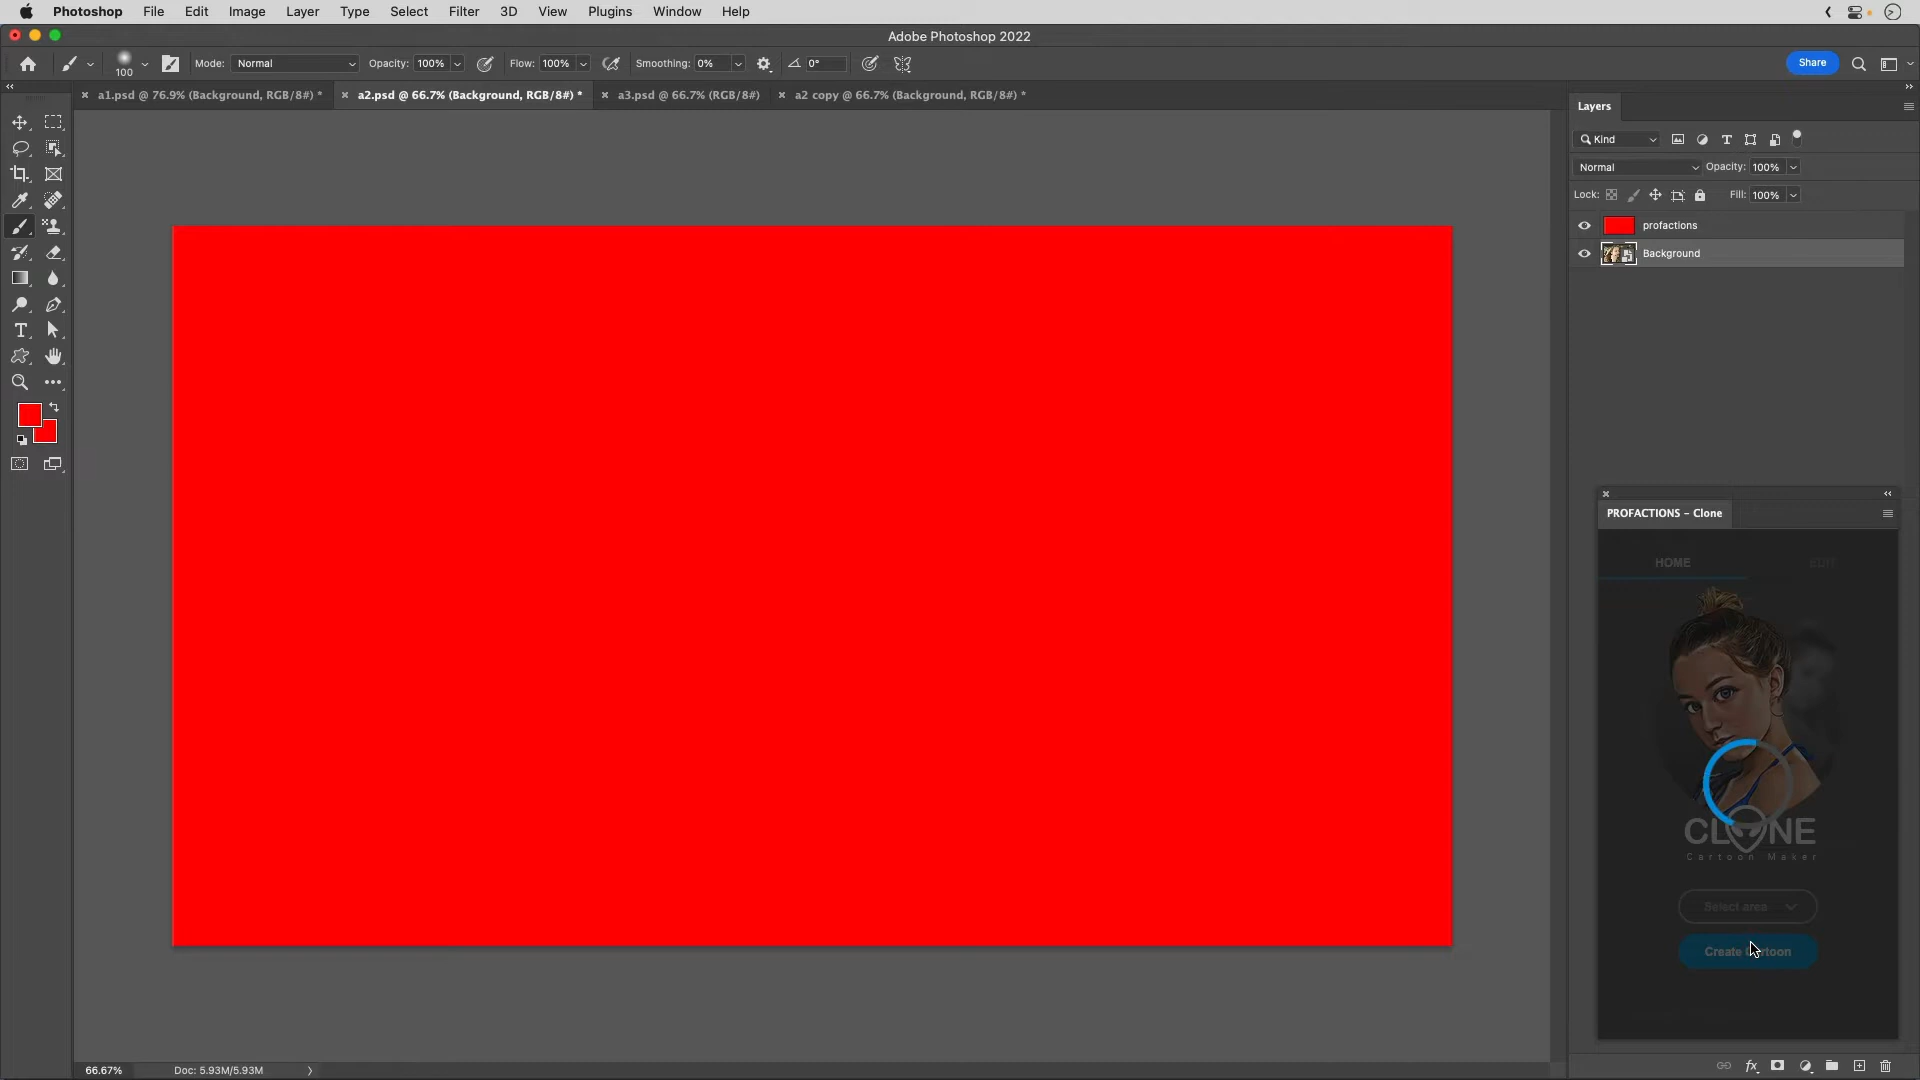 Photoshop File Edit Image Layer Type Select Filter 3D View Plugins Window Help
Adobe Photoshop 2022
100 Mode: Normal Opacity: 100% Flow: 100% Smoothing: 0% 0° Share
a1.psd @ 76.9% (Background, RGB/8#) * a2.psd @ 66.7% (Background, RGB/8#) * a3.psd @ 66.7% (RGB/8#) a2 copy @ 66.7% (Background, RGB/8#) *
Layers
Kind
Normal Opacity: 100%
Lock: Fill: 100%
profactions
Background
PROFACTIONS – Clone
HOME EDIT
CLONE
Cartoon Maker
Select area
Create Cartoon
66.67% Doc: 5.93M/5.93M